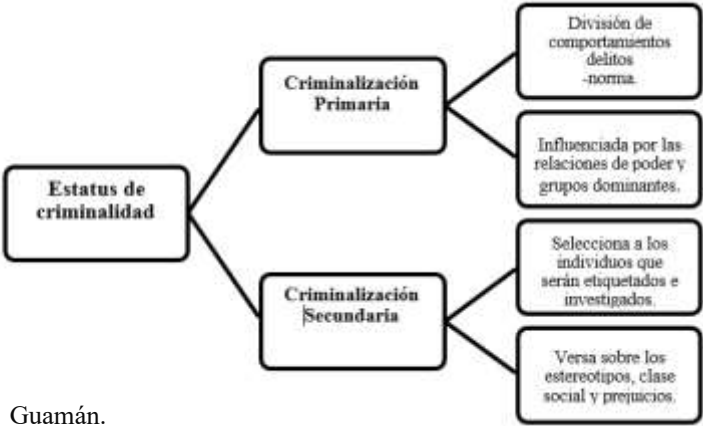 Estatus de
criminalidad
Criminalización
Primaria
División de
comportamientos
delitos
-norma.
Influenciada por las
relaciones de poder y
grupos dominantes.
Criminalización
Secundaria
Selecciona a los
individuos que
serán etiquetados e
investigados.
Versa sobre los
estereotipos, clase
social y prejuicios.
Guamán.